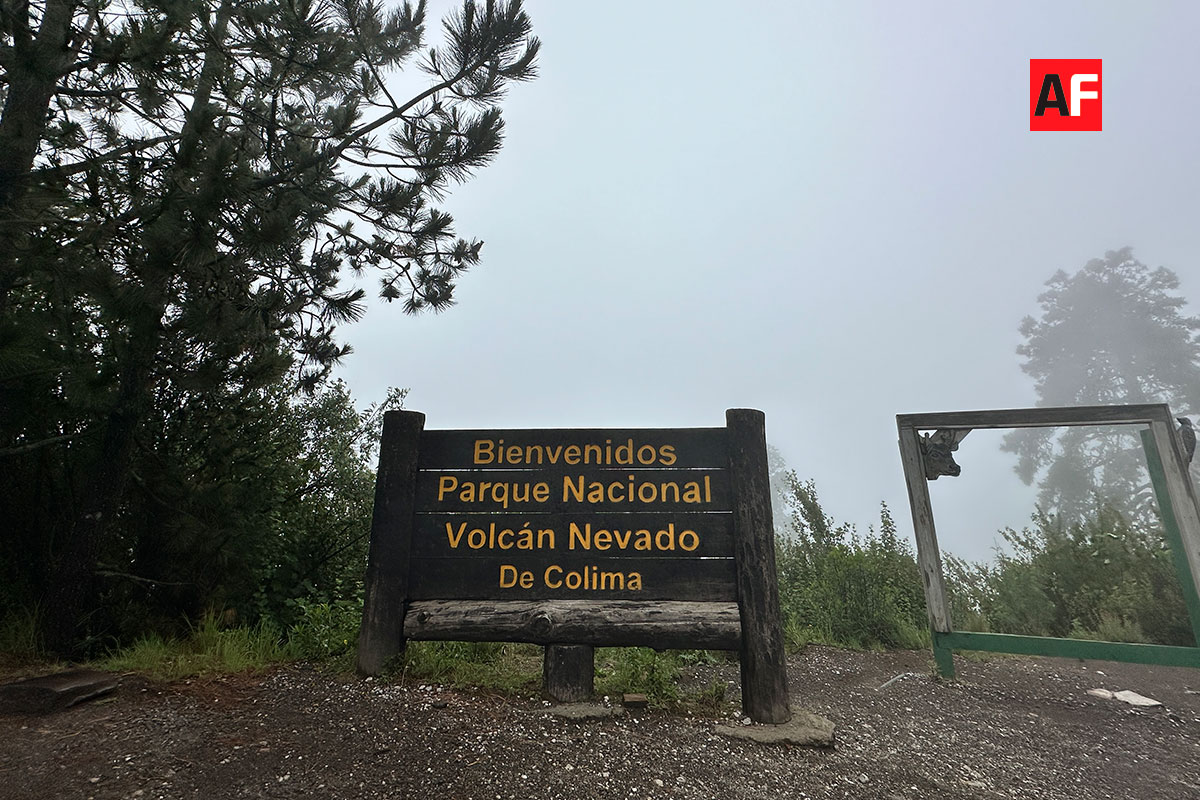 AF
Bienvenidos
Parque Nacional
Volcán Nevado
De Colima